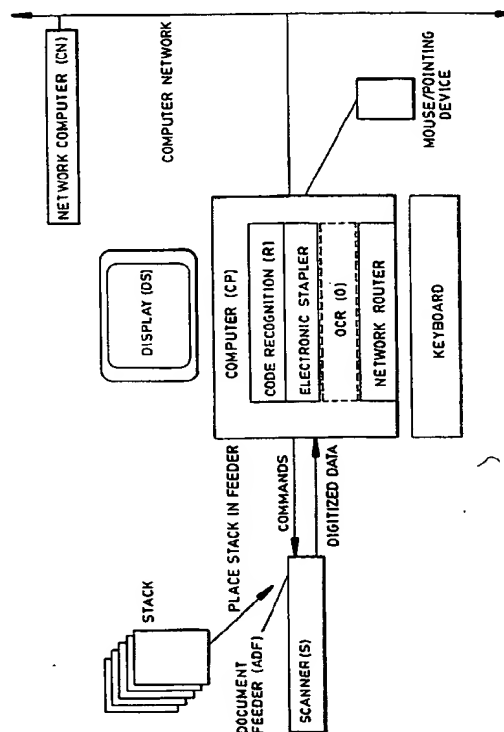 NETWORK COMPUTER (CN)
COMPUTER NETWORK
DISPLAY (DS)
MOUSE/POINTING
DEVICE
COMPUTER (CP)
CODE RECOGNITION (R)
ELECTRONIC STAPLER
OCR (O)
NETWORK ROUTER
KEYBOARD
STACK
PLACE STACK IN FEEDER
COMMANDS
DIGITIZED DATA
DOCUMENT
FEEDER (ADF)
SCANNER(S)